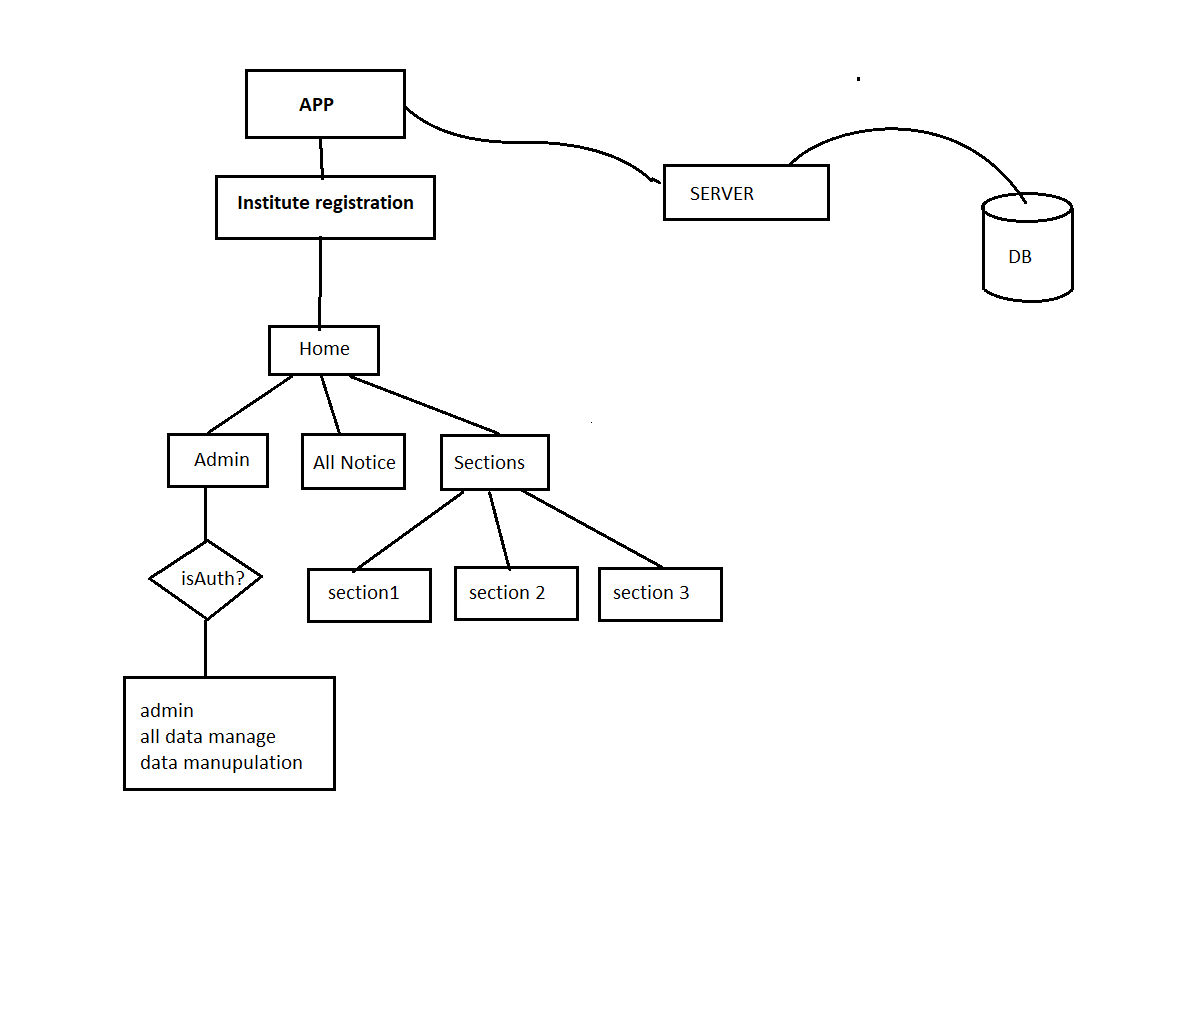 APP
SERVER
Institute registration
DB
Home
Admin
All Notice
Sections
isAuth?
section1
section 2
section 3
admin
all data manage
data manupulation